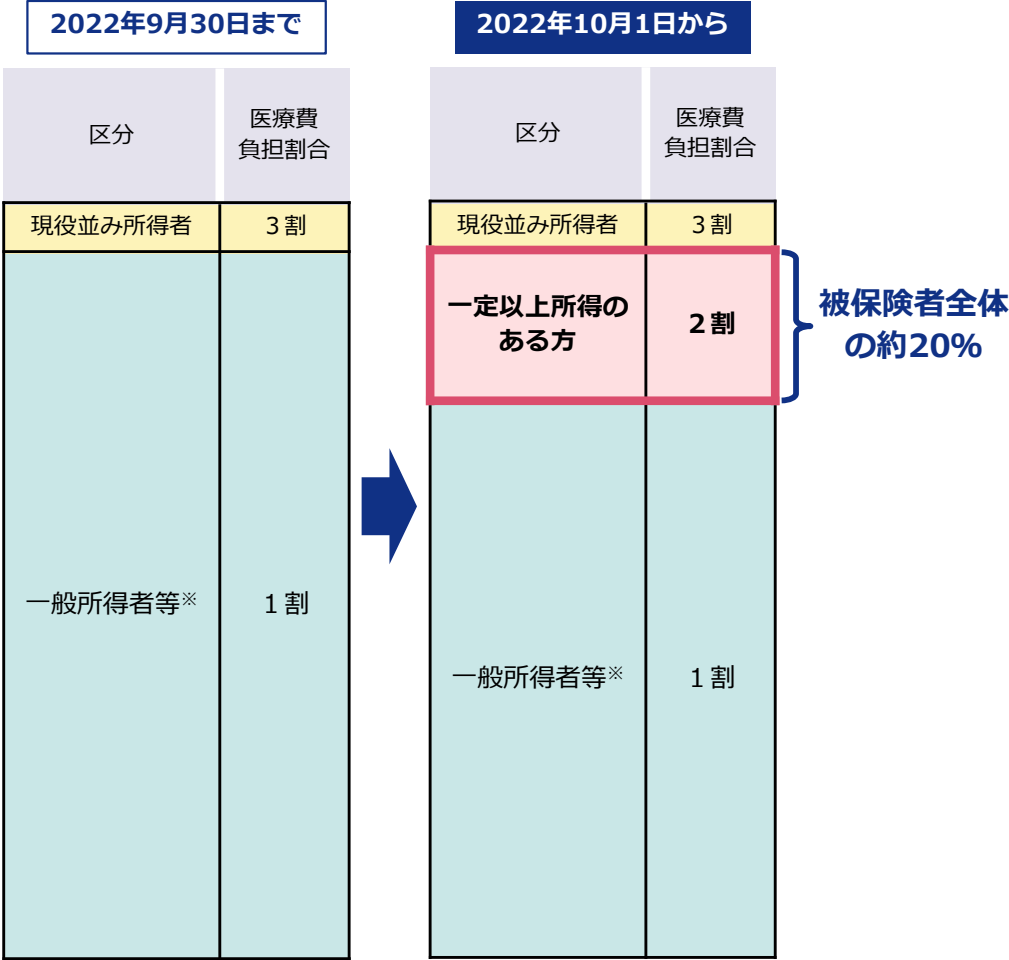 2022年9月30日まで
区分
医療費
負担割合
現役並み所得者
3割
一般所得者等※
1割
2022年10月1日から
区分
医療費
負担割合
現役並み所得者
3割
一定以上所得の
ある方
2割
被保険者全体
の約20%
一般所得者等※
1割